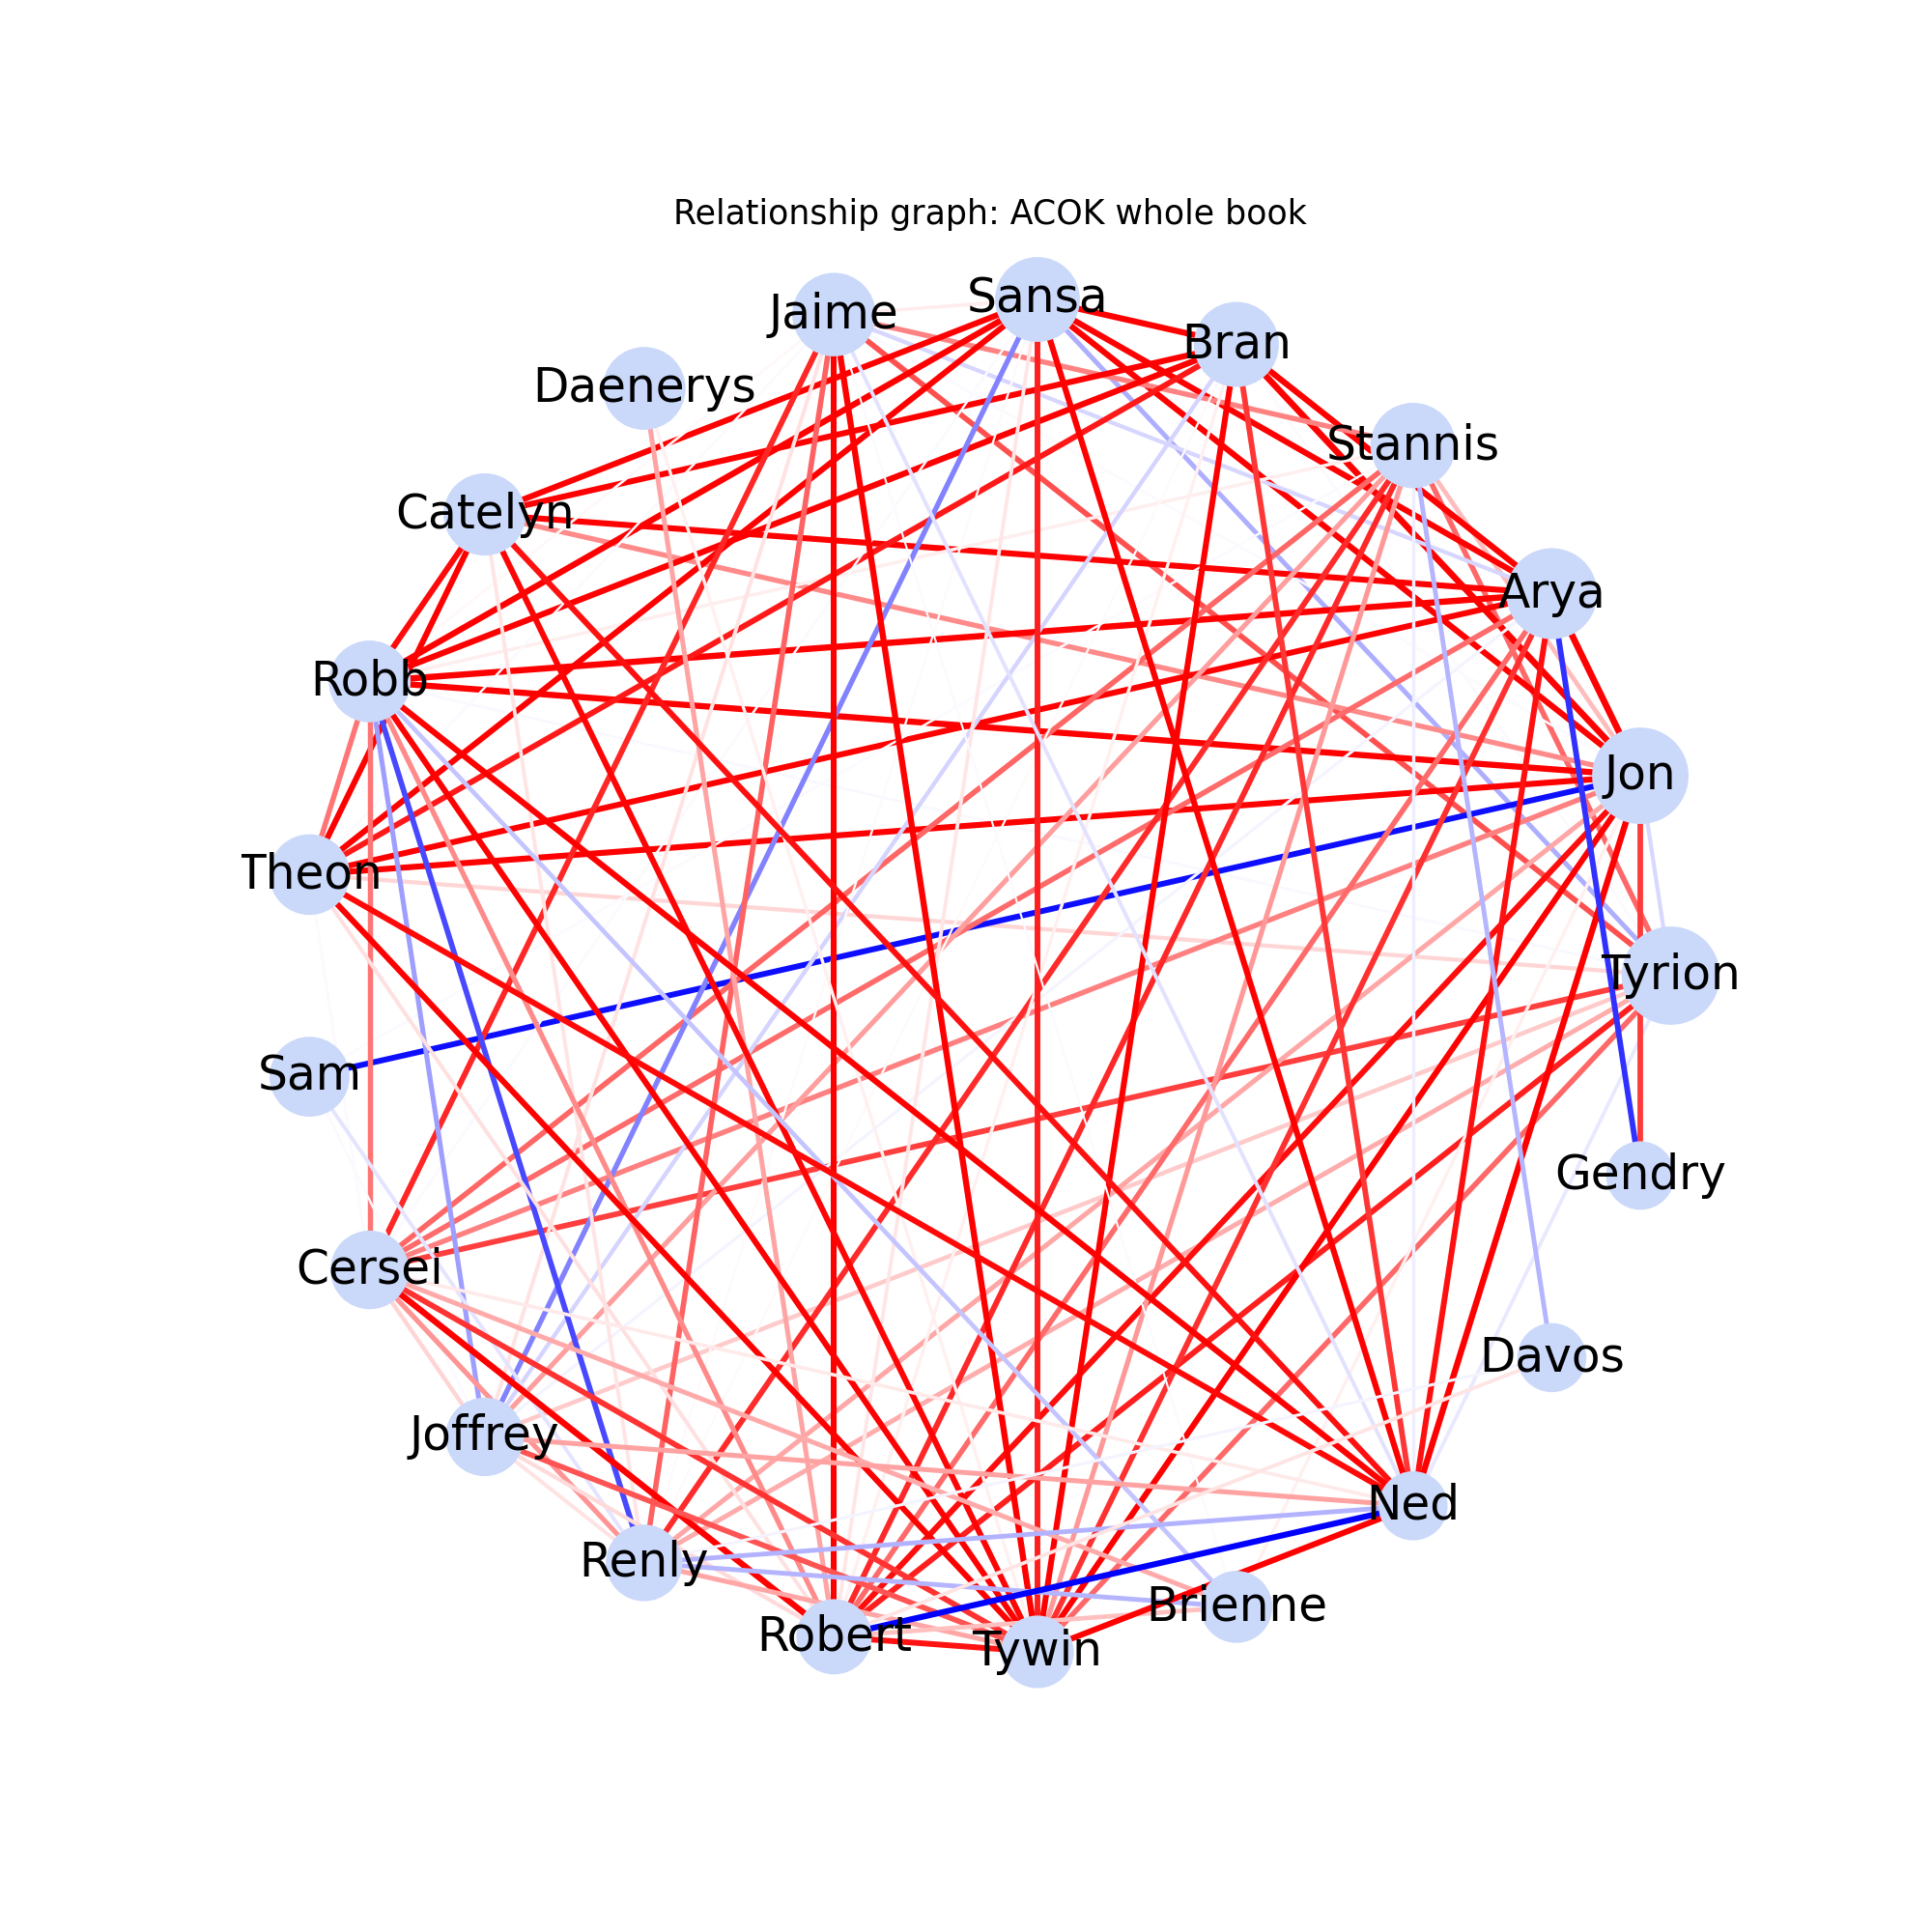 Relationship graph: ACOK whole book
Sansa
Jaime
Bran
Daenerys
Stannis
Catelyn
Arya
Robb
Jon
Theon
Tyrion
Sam
Gendry
Cersei
Davos
Joffrey
Ned
Renly
Brienne
Robert
Tywin